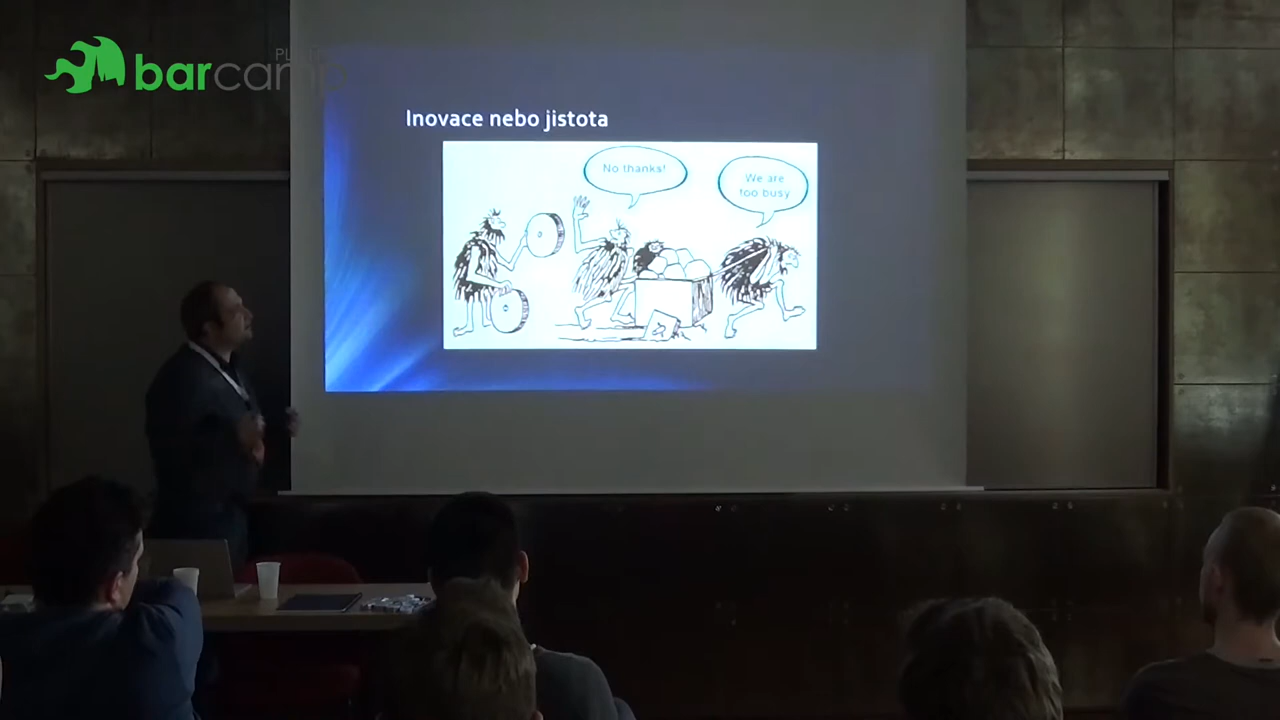 barcamp
Inovace nebo jistota
No thanks!
We are
too busy